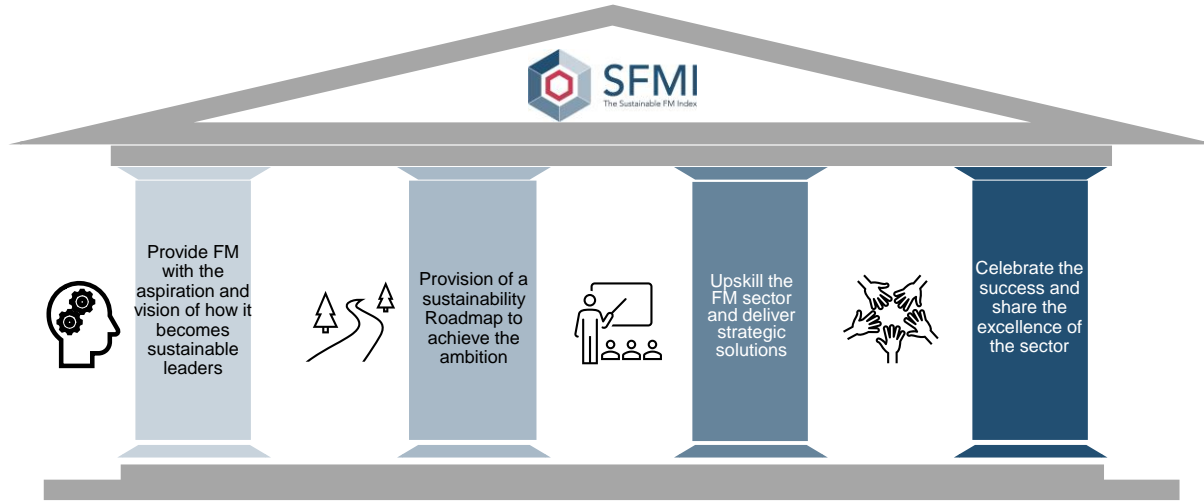 SFMI
The Sustainable FM Index
Provide FM
with the
aspiration and
vision of how it
becomes
sustainable
leaders
Provision of a
sustainability
Roadmap to
achieve the
ambition
Upskill the
FM sector
and deliver
strategic
solutions
Celebrate the
success and
share the
excellence of
the sector